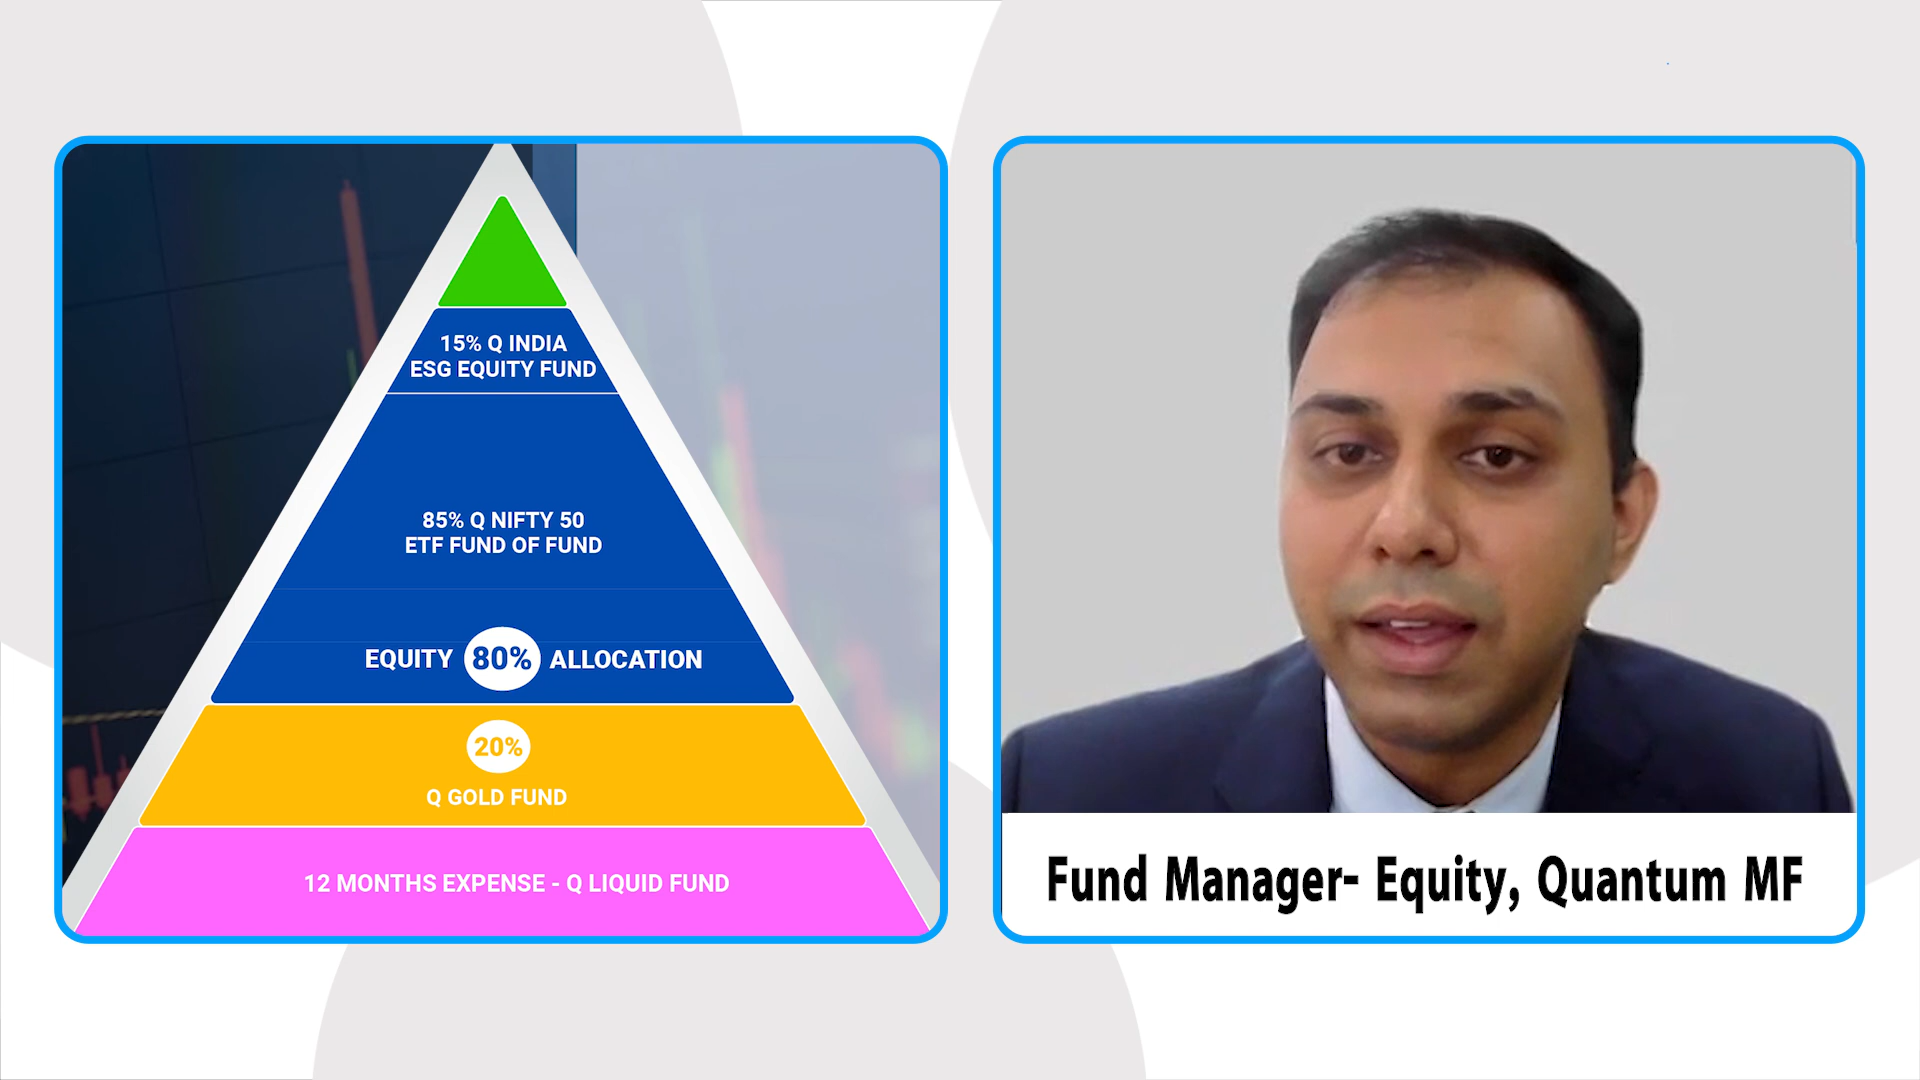 15% Q INDIA
ESG EQUITY FUND
85% Q NIFTY 50
ETF FUND OF FUND
EQUITY 80% ALLOCATION
20%
Q GOLD FUND
12 MONTHS EXPENSE - Q LIQUID FUND
Fund Manager- Equity, Quantum MF